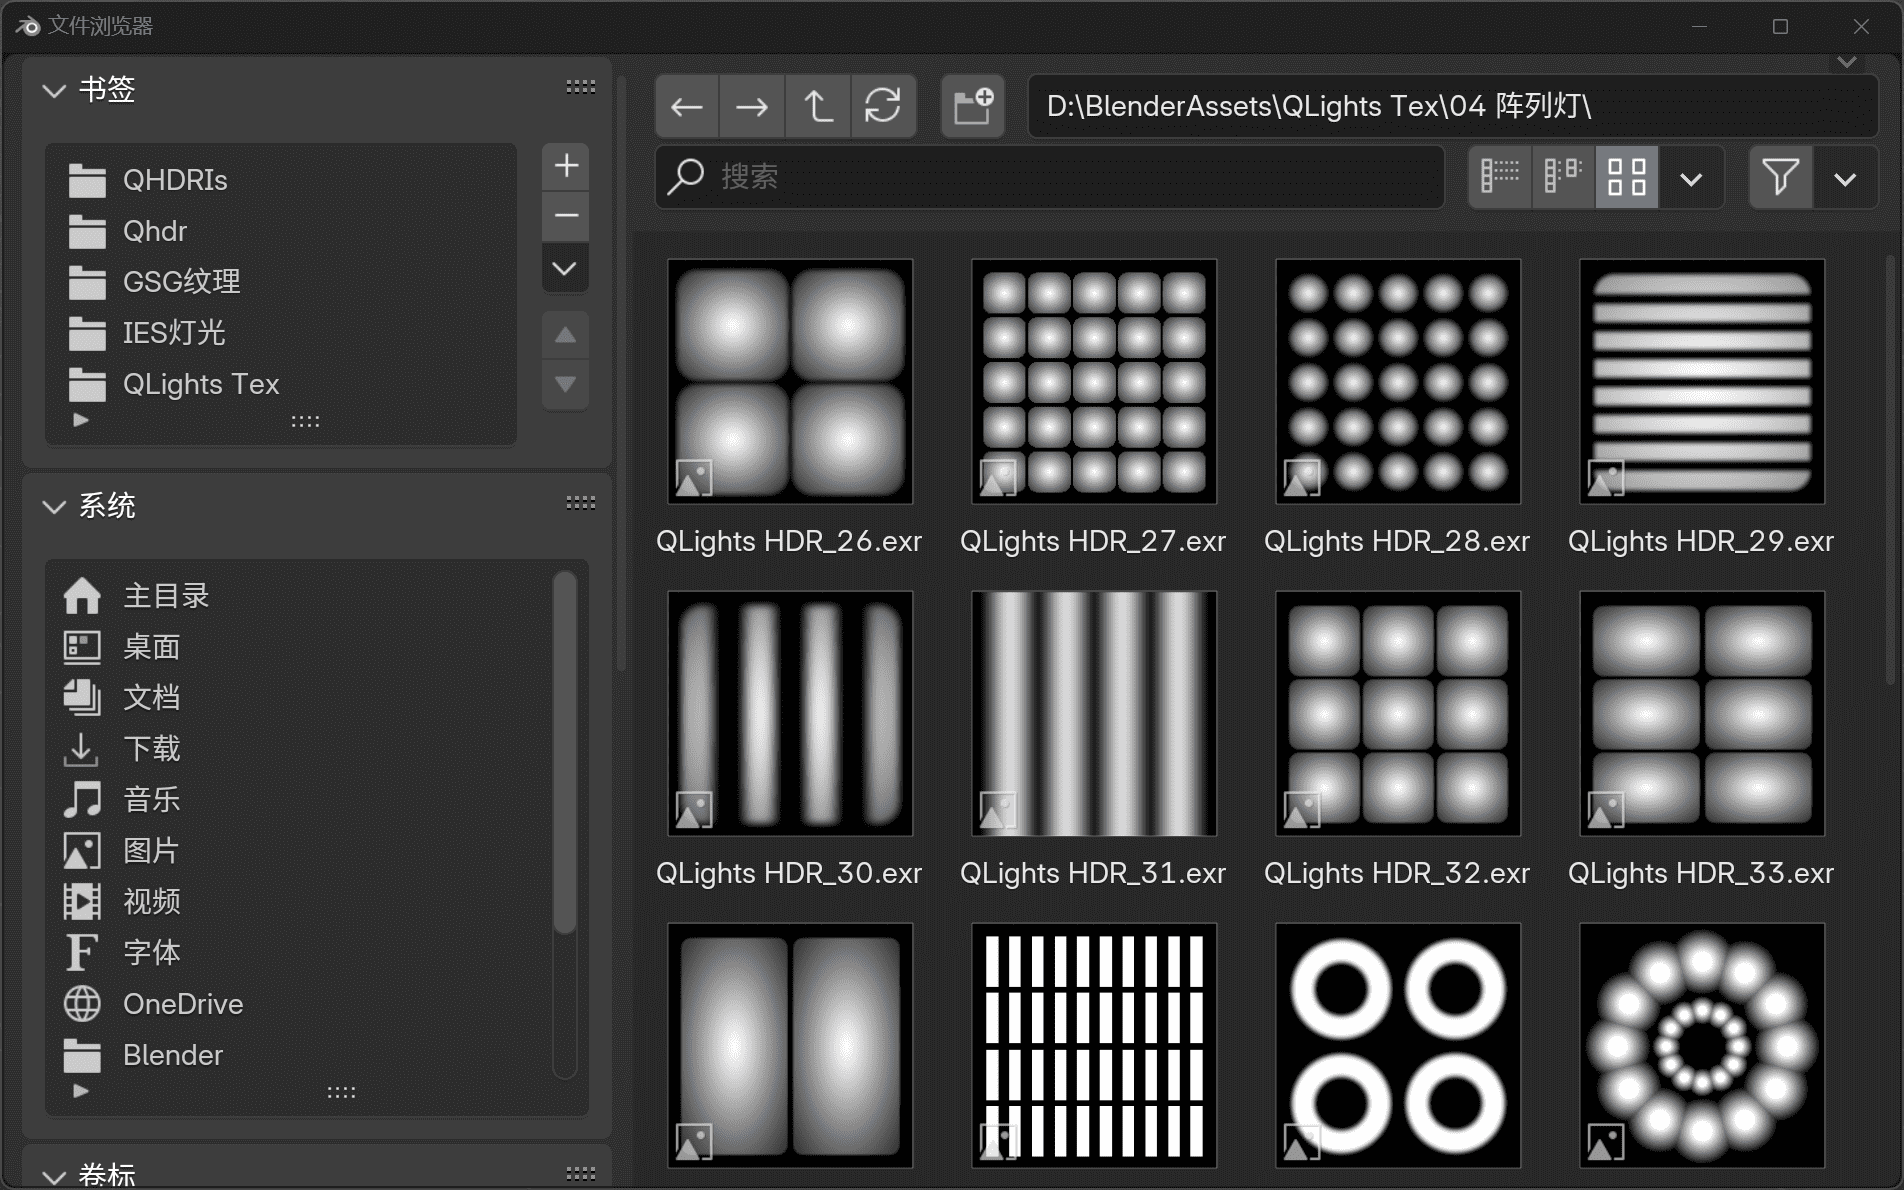 文件浏览器
书签
QHDRIs
Qhdr
GSG纹理
IES灯光
QLights Tex
系统
主目录
桌面
文档
下载
音乐
图片
视频
字体
OneDrive
Blender
卷标
D:\BlenderAssets\QLights Tex\04 阵列灯\
搜索
QLights HDR_26.exr
QLights HDR_27.exr
QLights HDR_28.exr
QLights HDR_29.exr
QLights HDR_30.exr
QLights HDR_31.exr
QLights HDR_32.exr
QLights HDR_33.exr